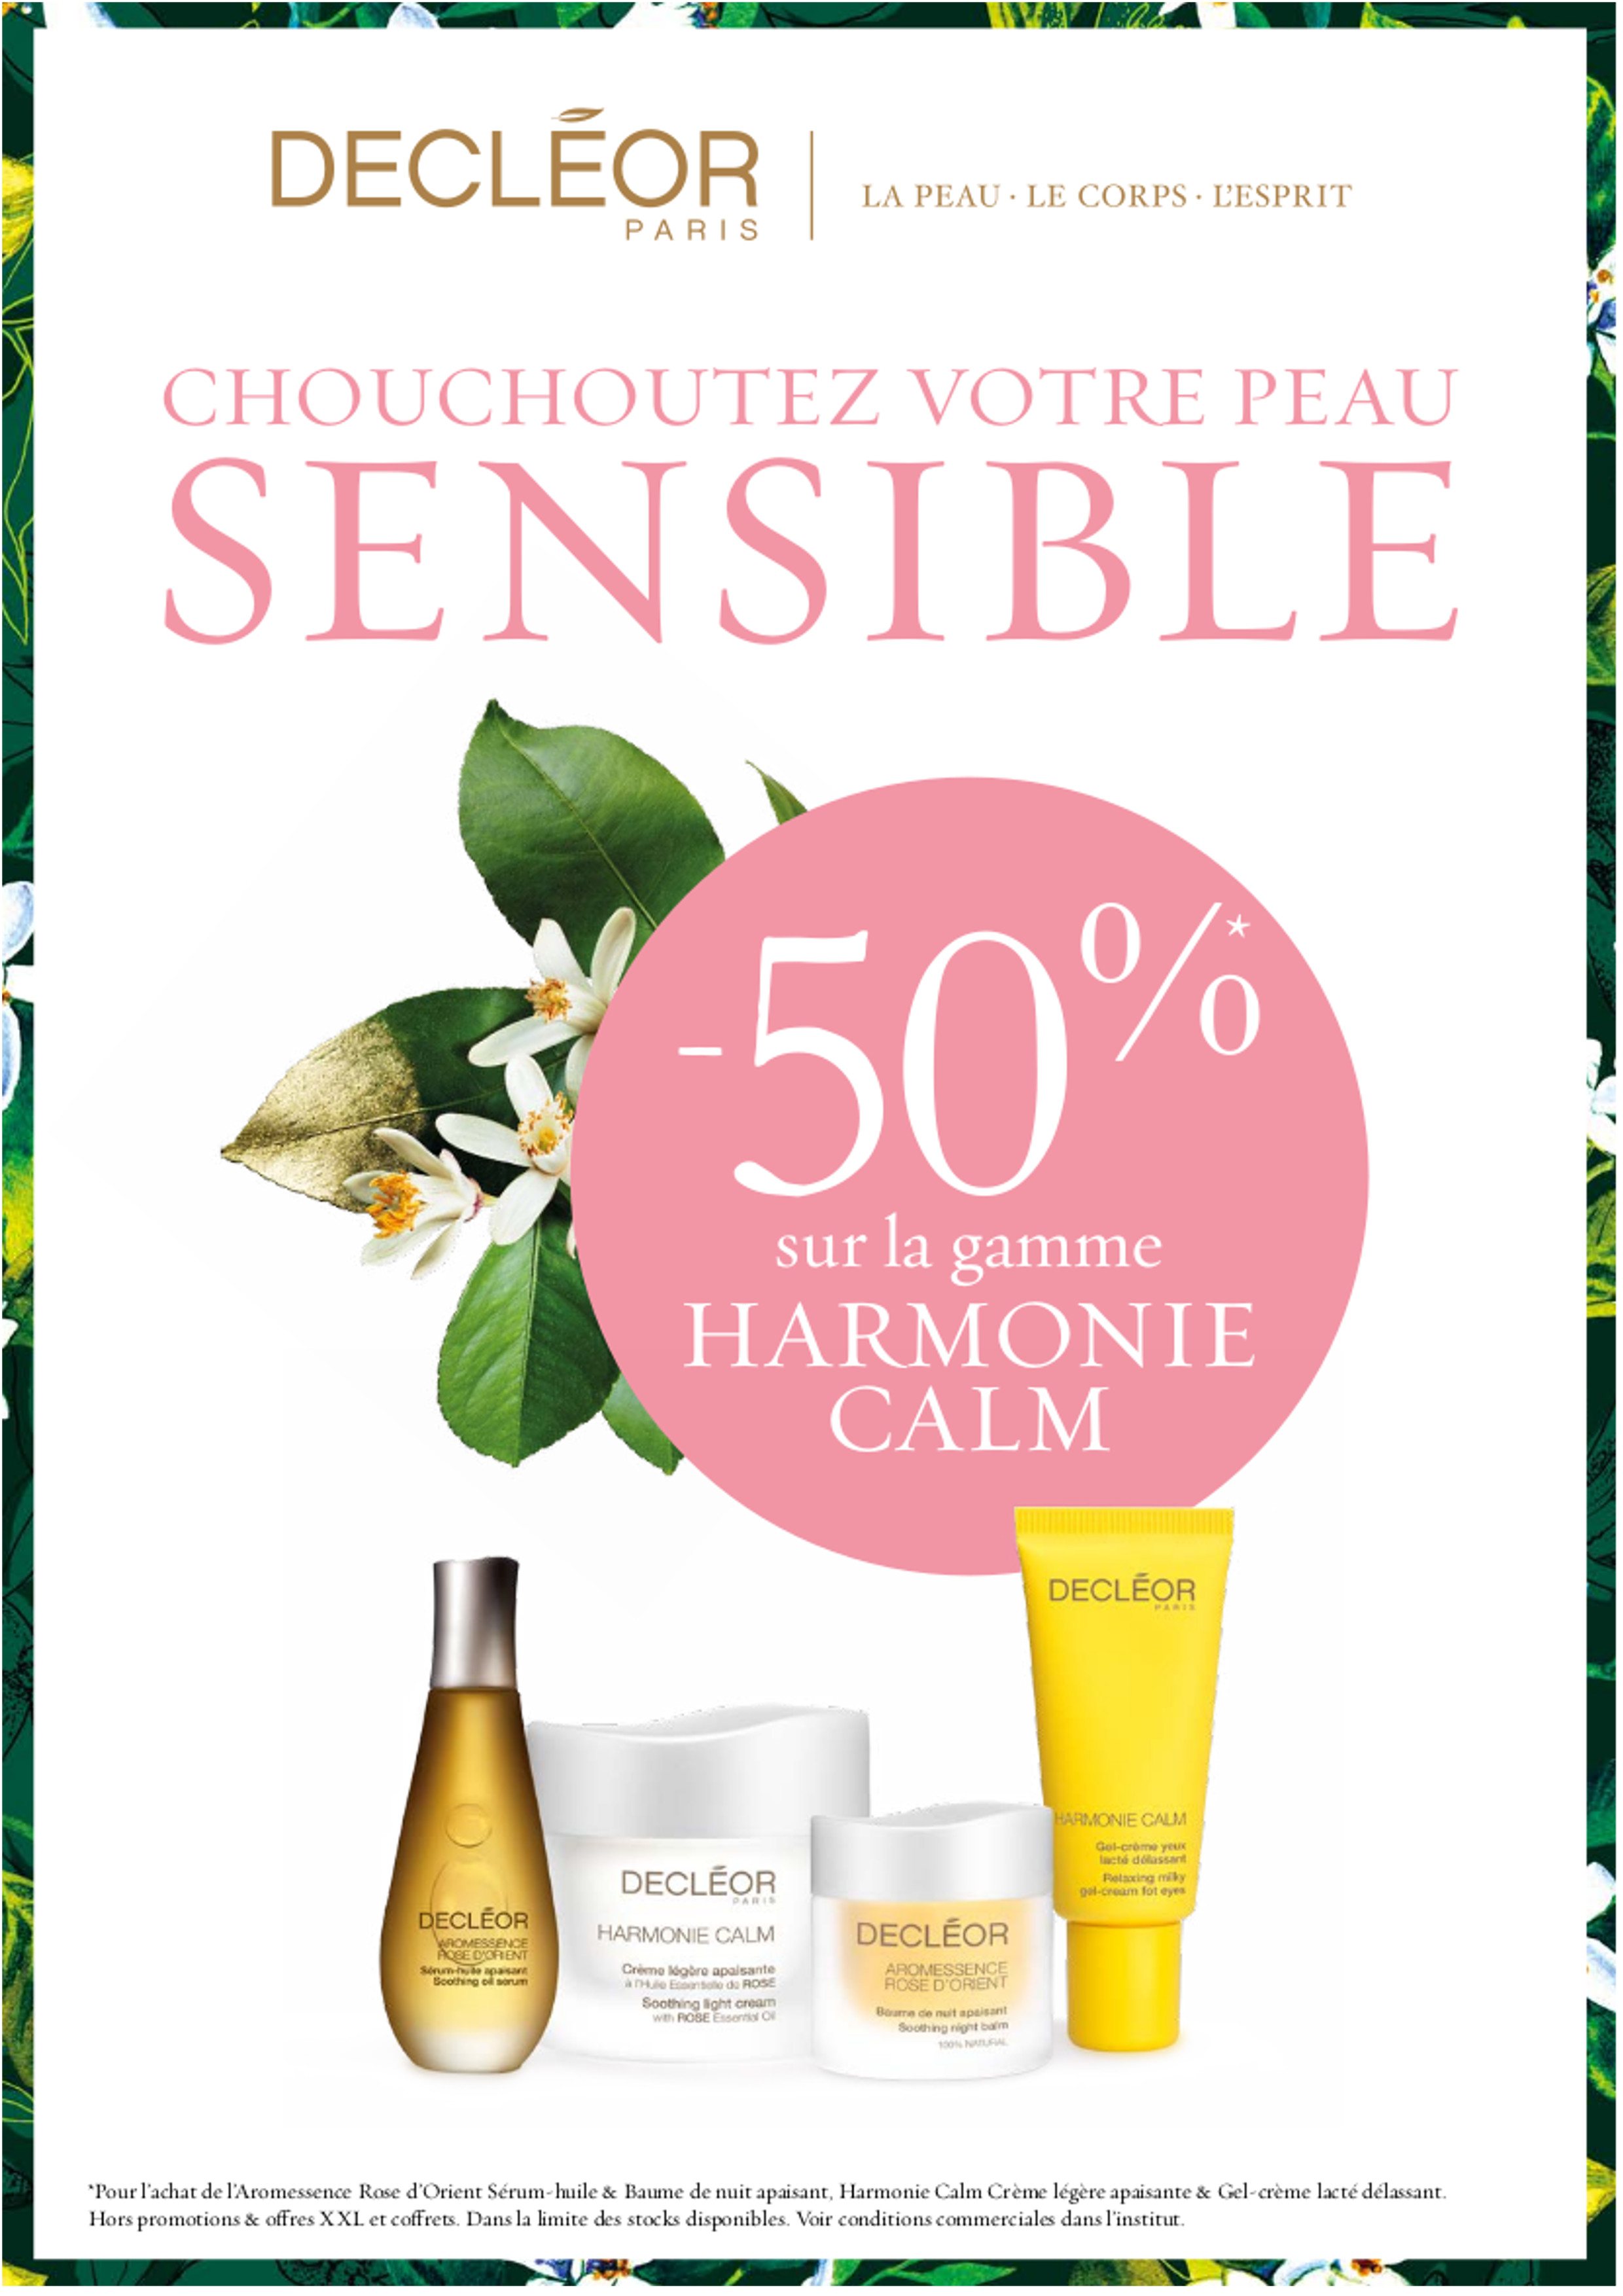 DECLÉOR
PARIS
LA PEAU · LE CORPS · L'ESPRIT
CHOUCHOUTEZ VOTRE PEAU
SENSIBLE
-50%*
sur la gamme
HARMONIE
CALM
DECLÉOR
PARIS
HARMONIE CALM
Gel-crème yeux
lacté délassant
Relaxing milky
gel-cream fot eyes
DECLÉOR
AROMESSENCE
ROSE D'ORIENT
Sérum-huile apaisant
Soothing oil serum
DECLÉOR
PARIS
HARMONIE CALM
Crème légère apaisante
à l'Huile Essentielle de ROSE
Soothing light cream
with ROSE Essential Oil
DECLÉOR
AROMESSENCE
ROSE D'ORIENT
Baume de nuit apaisant
Soothing night balm
100% NATURAL
*Pour l'achat de l'Aromessence Rose d'Orient Sérum-huile & Baume de nuit apaisant, Harmonie Calm Crème légère apaisante & Gel-crème lacté délassant.
Hors promotions & offres XXL et coffrets. Dans la limite des stocks disponibles. Voir conditions commerciales dans l'institut.